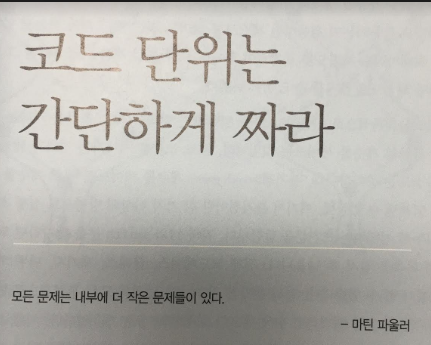 코드 단위는
간단하게 짜라
모든 문제는 내부에 더 작은 문제들이 있다.
– 마틴 파울러